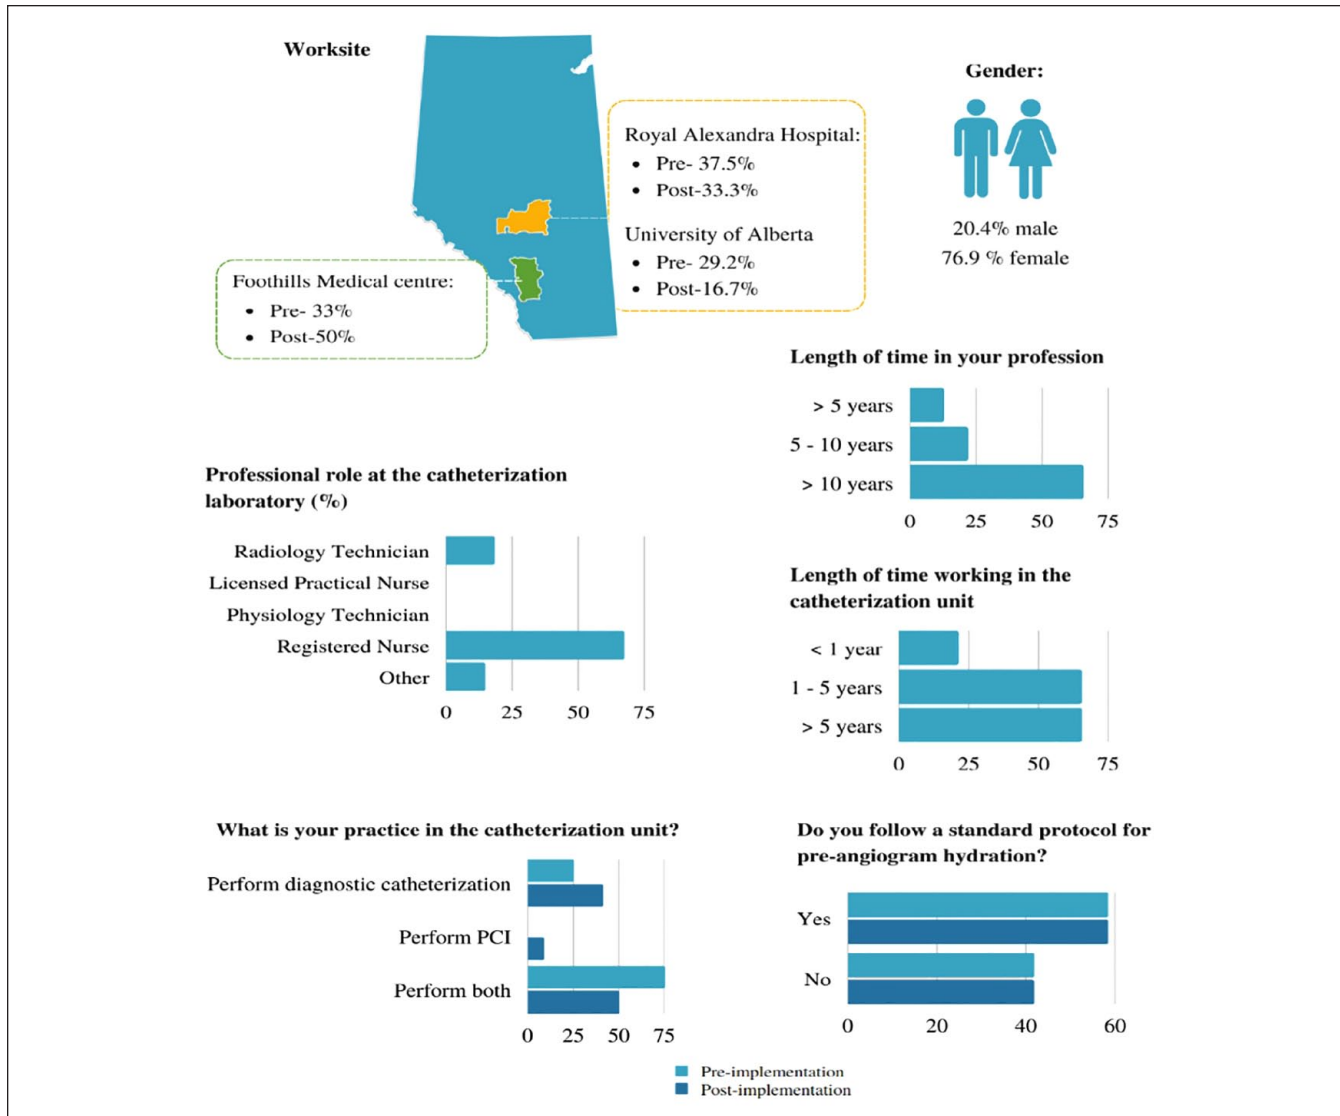 Worksite
Royal Alexandra Hospital:
• Pre- 37.5%
• Post-33.3%
University of Alberta
• Pre- 29.2%
• Post-16.7%
Foothills Medical centre:
• Pre- 33%
• Post-50%
Gender:
20.4% male
76.9 % female
Length of time in your profession
> 5 years
5 - 10 years
> 10 years
0 25 50 75
Professional role at the catheterization
laboratory (%)
Radiology Technician
Licensed Practical Nurse
Physiology Technician
Registered Nurse
Other
0 25 50 75
Length of time working in the
catheterization unit
< 1 year
1 - 5 years
> 5 years
0 25 50 75
What is your practice in the catheterization unit?
Perform diagnostic catheterization
Perform PCI
Perform both
0 25 50 75
Do you follow a standard protocol for
pre-angiogram hydration?
Yes
No
0 20 40 60
Pre-implementation
Post-implementation